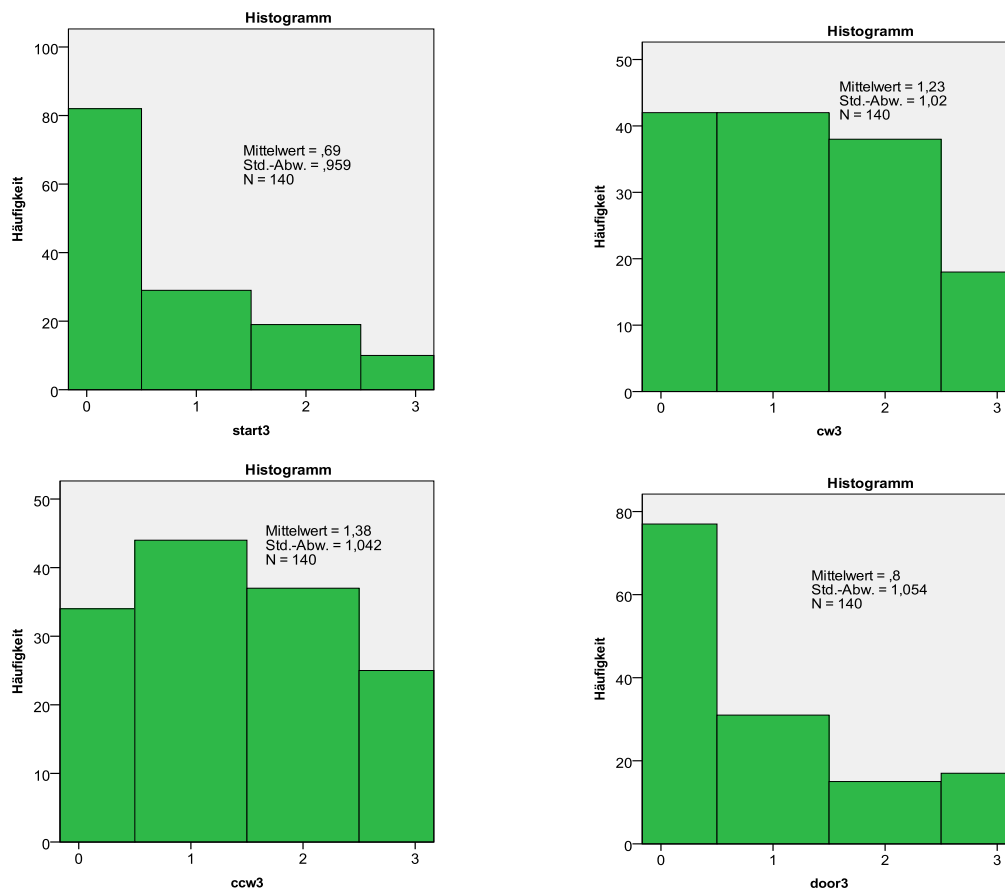 Histogramm
100
80
60
40
20
0
Häufigkeit
Mittelwert = ,69
Std.-Abw. = ,959
N = 140
0 1 2 3
start3
Histogramm
50
40
30
20
10
0
Häufigkeit
Mittelwert = 1,23
Std.-Abw. = 1,02
N = 140
0 1 2 3
cw3
Histogramm
50
40
30
20
10
0
Häufigkeit
Mittelwert = 1,38
Std.-Abw. = 1,042
N = 140
0 1 2 3
ccw3
Histogramm
80
60
40
20
0
Häufigkeit
Mittelwert = ,8
Std.-Abw. = 1,054
N = 140
0 1 2 3
door3